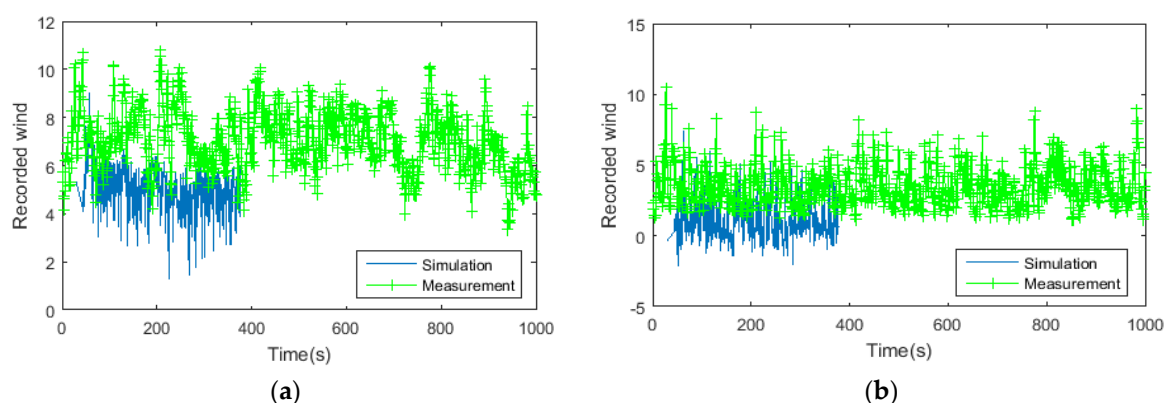 12
10
8
6
4
2
0
Recorded wind
0 200 400 600 800 1000
Time(s)
Simulation
Measurement
(a)
15
10
5
0
-5
Recorded wind
0 200 400 600 800 1000
Time(s)
Simulation
Measurement
(b)